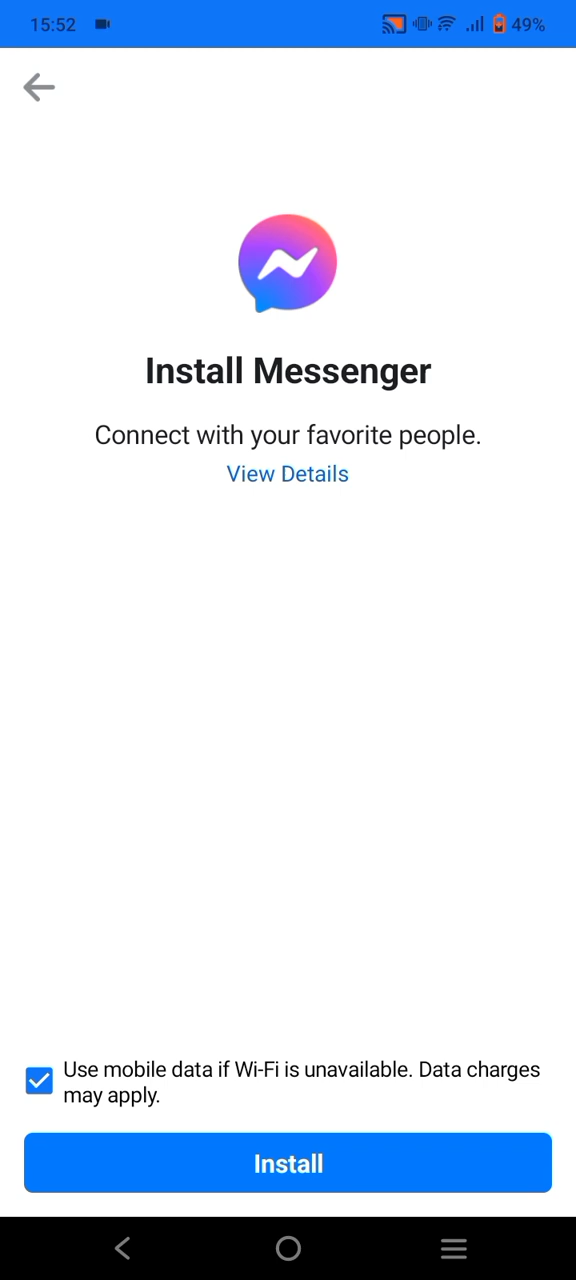 15:52
49%
Install Messenger
Connect with your favorite people.
View Details
Use mobile data if Wi-Fi is unavailable. Data charges
may apply.
Install